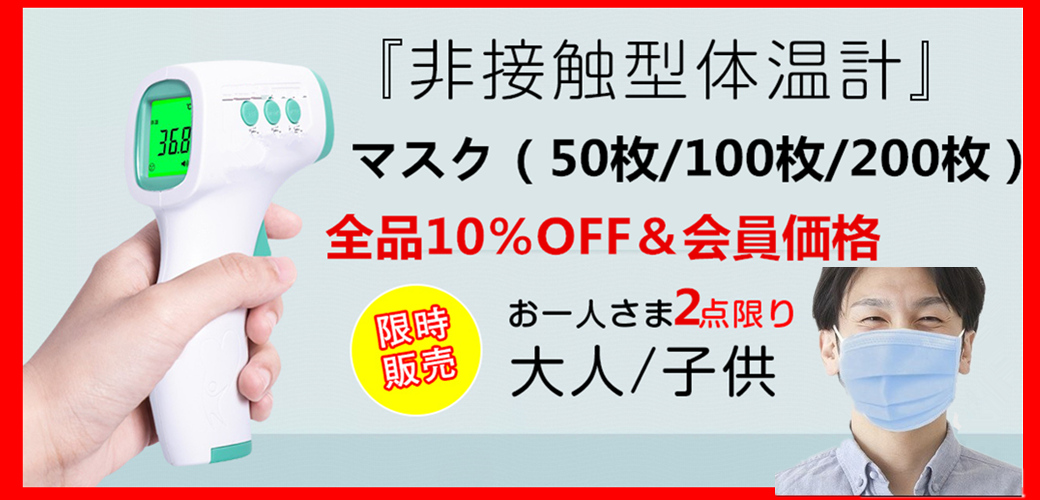 『非接触型体温計』
マスク（50枚/100枚/200枚）
全品10%OFF&会員価格
限時
販売
お一人さま2点限り
大人/子供
℃
36.8